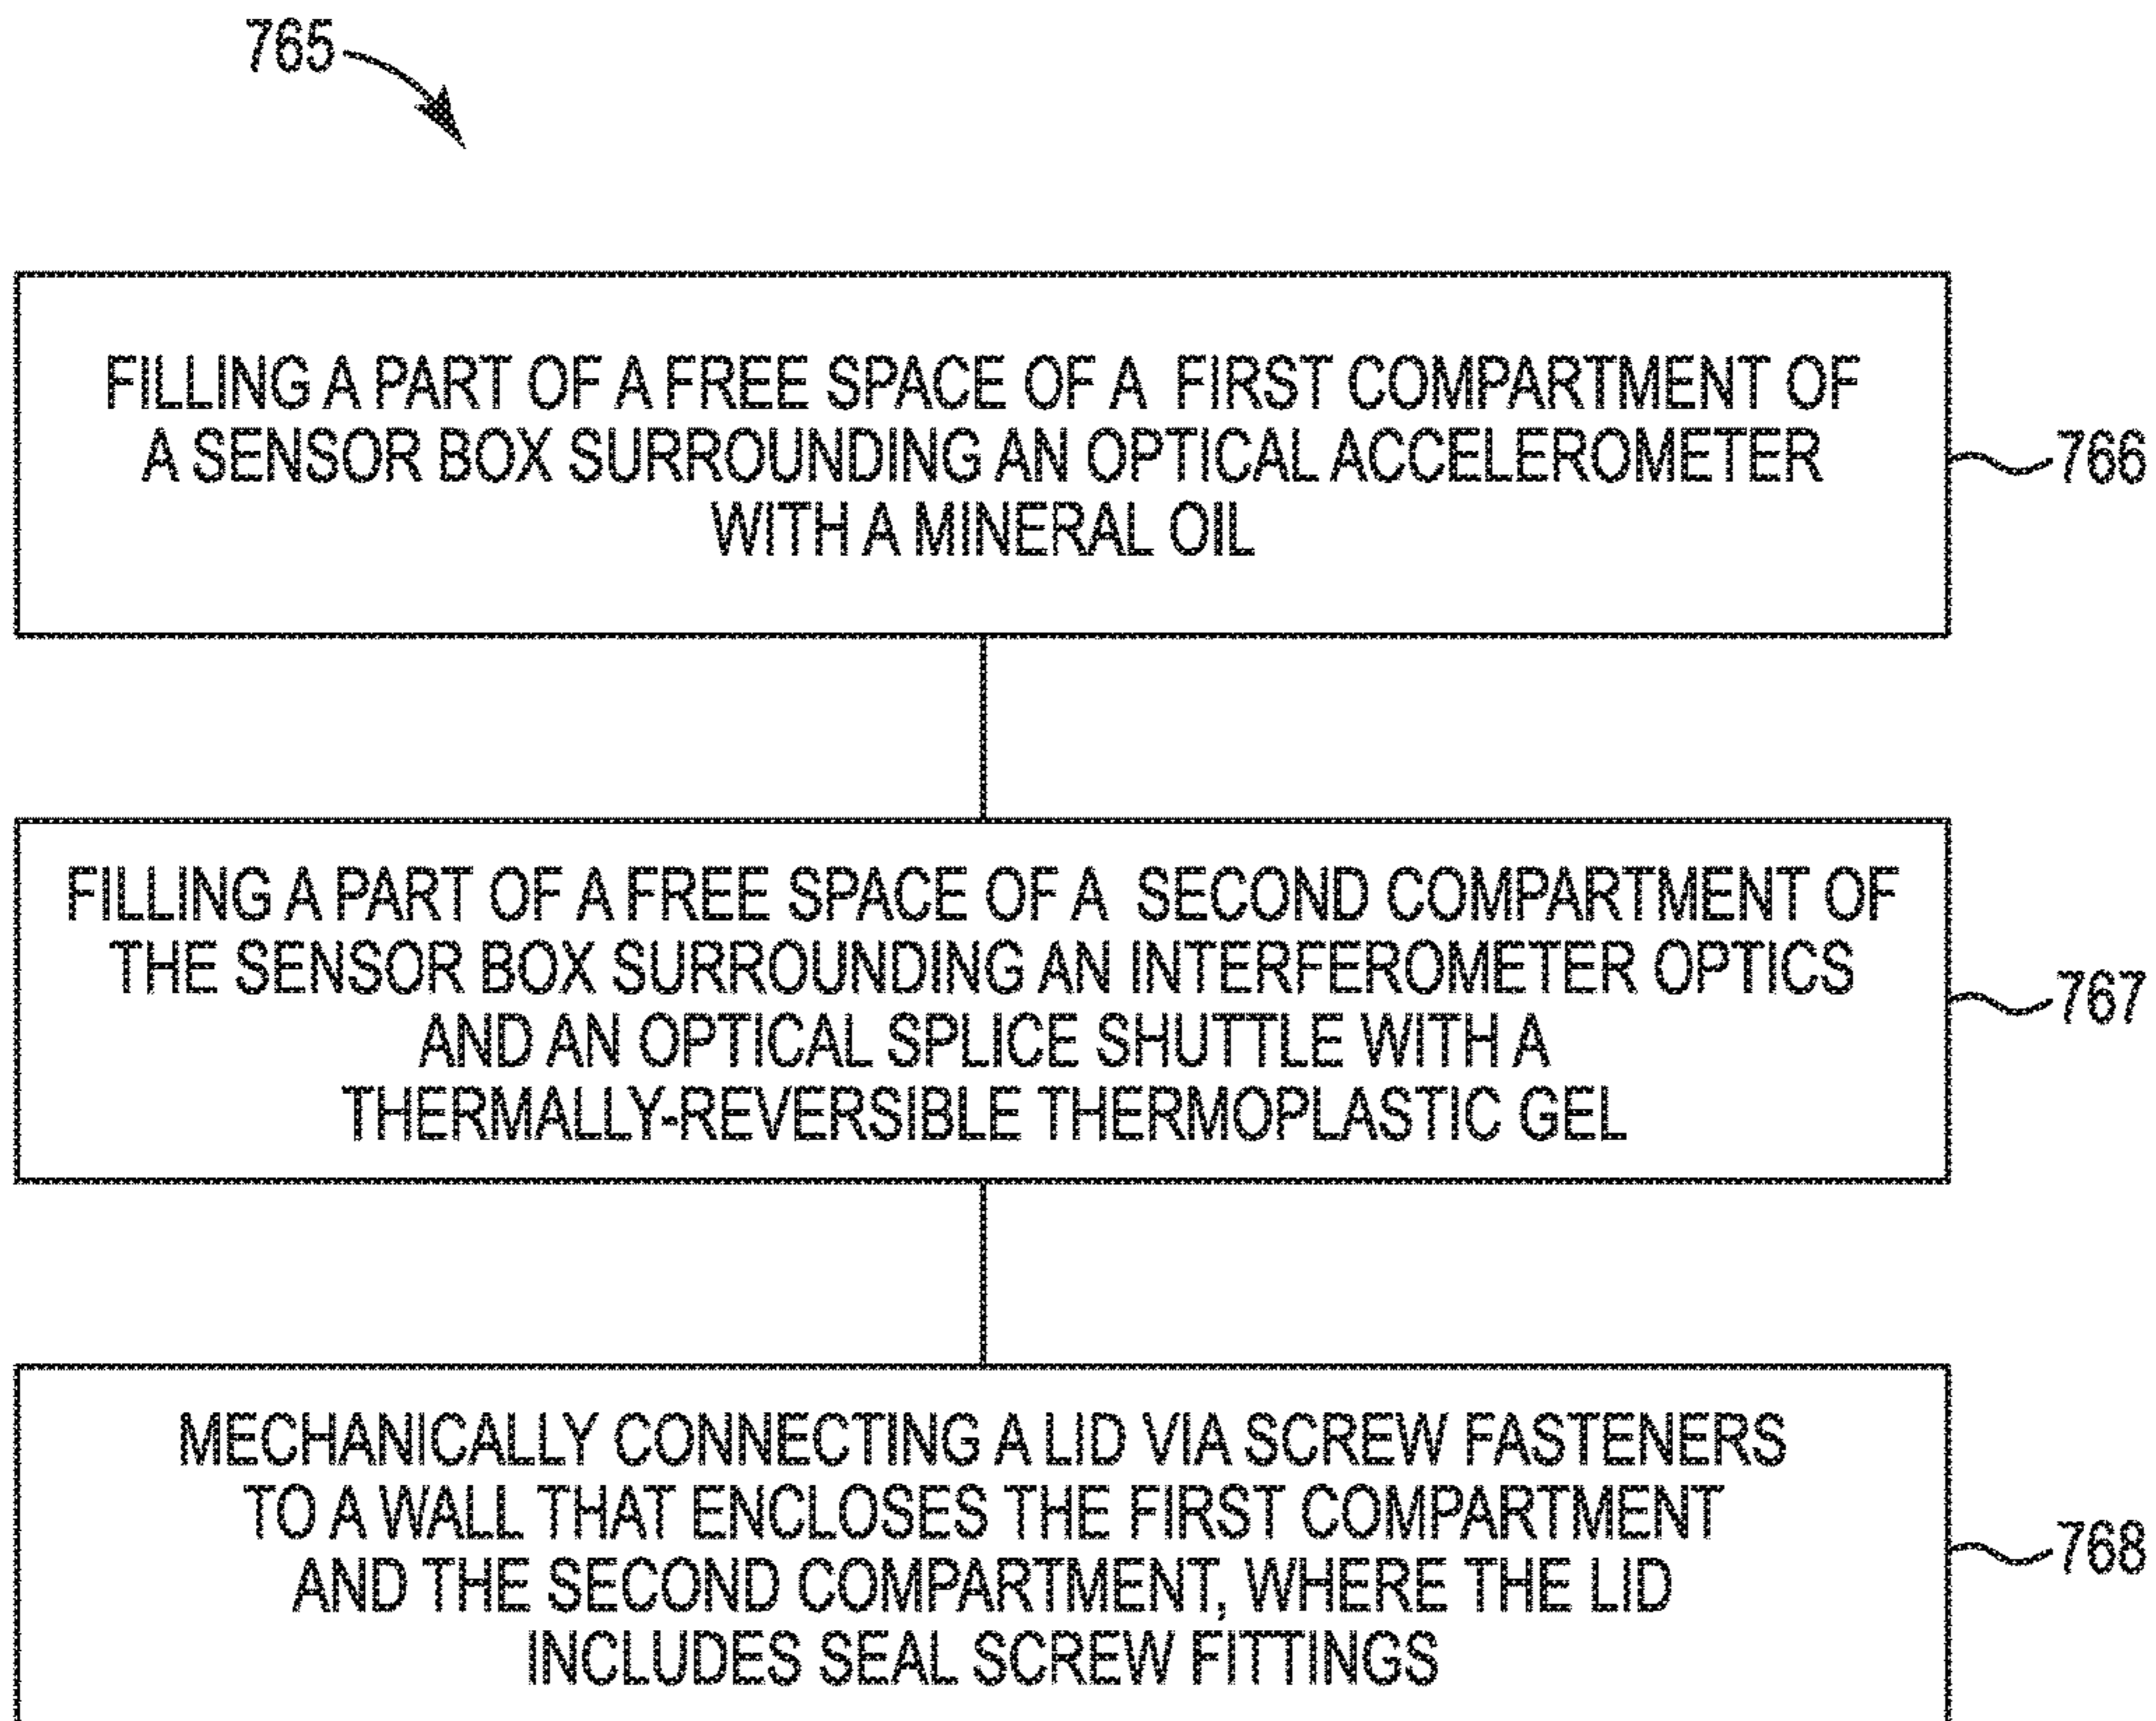 765
FILLING A PART OF A FREE SPACE OF A FIRST COMPARTMENT OF
A SENSOR BOX SURROUNDING AN OPTICAL ACCELEROMETER
WITH A MINERAL OIL
766
FILLING A PART OF A FREE SPACE OF A SECOND COMPARTMENT OF
THE SENSOR BOX SURROUNDING AN INTERFEROMETER OPTICS
AND AN OPTICAL SPLICE SHUTTLE WITH A
THERMALLY-REVERSIBLE THERMOPLASTIC GEL
767
MECHANICALLY CONNECTING A LID VIA SCREW FASTENERS
TO A WALL THAT ENCLOSES THE FIRST COMPARTMENT
AND THE SECOND COMPARTMENT, WHERE THE LID
INCLUDES SEAL SCREW FITTINGS
768